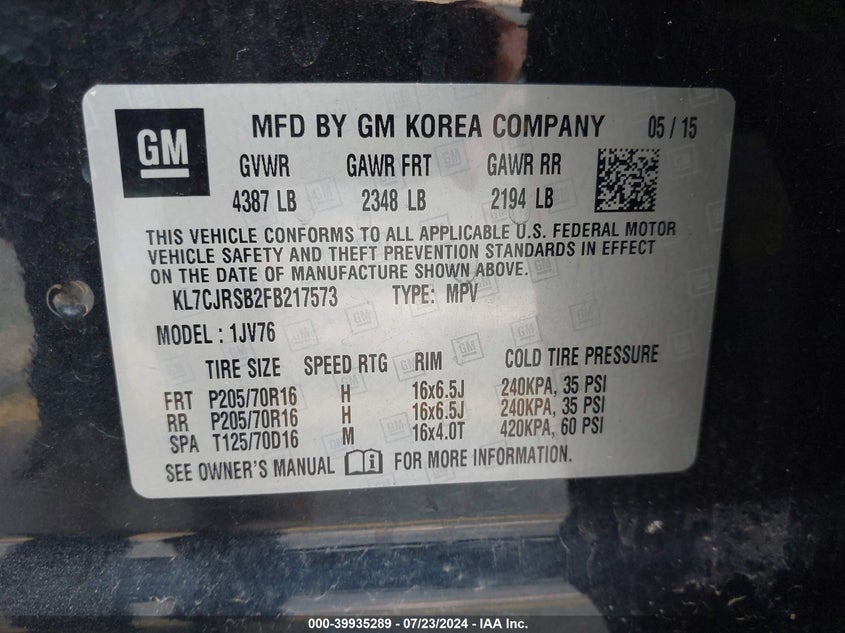 GM
MFD BY GM KOREA COMPANY 05 / 15
GVWR GAWR FRT GAWR RR
4387 LB 2348 LB 2194 LB
THIS VEHICLE CONFORMS TO ALL APPLICABLE U.S. FEDERAL MOTOR
VEHICLE SAFETY AND THEFT PREVENTION STANDARDS IN EFFECT
ON THE DATE OF MANUFACTURE SHOWN ABOVE.
KL7CJRSB2FB217573 TYPE: MPV
MODEL : 1JV76
TIRE SIZE SPEED RTG RIM COLD TIRE PRESSURE
FRT P205/70R16 H 16x6.5J 240KPA, 35 PSI
RR P205/70R16 H 16x6.5J 240KPA, 35 PSI
SPA T125/70D16 M 16x4.0T 420KPA, 60 PSI
SEE OWNER'S MANUAL FOR MORE INFORMATION.
000-39935289 - 07/23/2024 - IAA Inc.